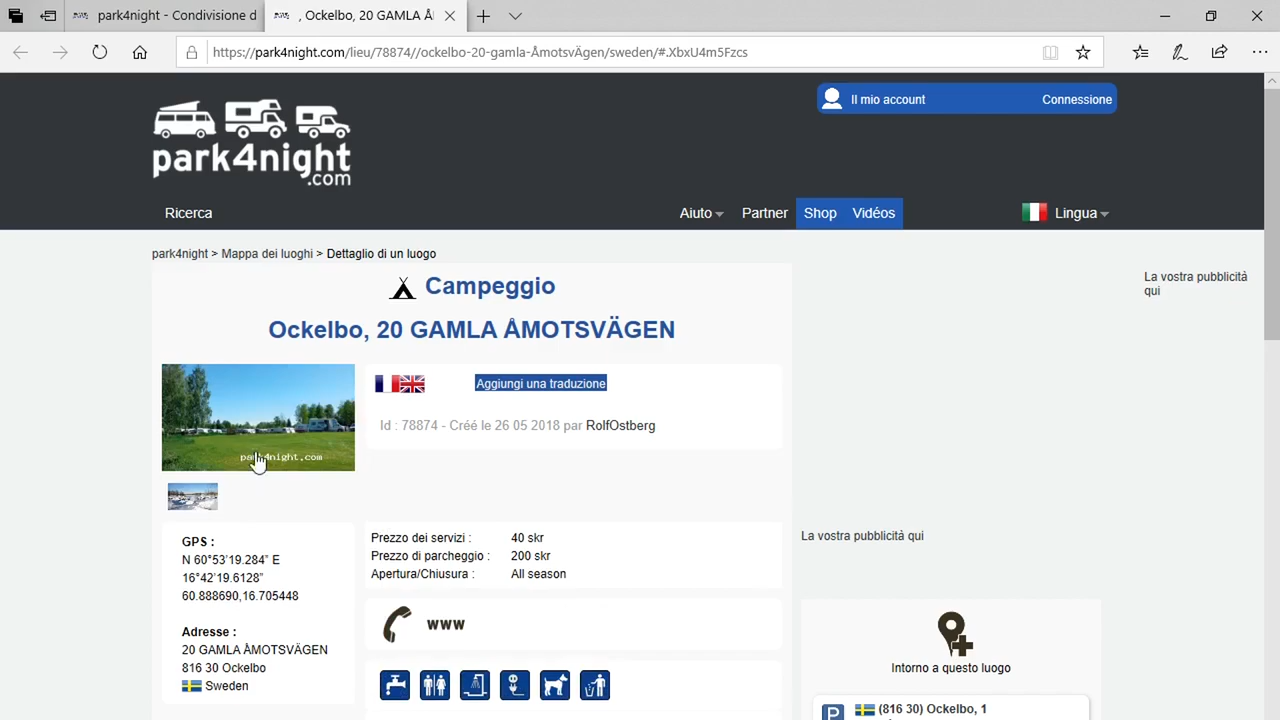 park4night - Condivisione d
, Ockelbo, 20 GAMLA Å
https://park4night.com/lieu/78874//ockelbo-20-gamla-ÅmotsvÄgen/sweden/#.XbxU4m5Fzcs
park4night
.com
Il mio account
Connessione
Ricerca
Aiuto
Partner
Shop
Vidéos
Lingua
park4night > Mappa dei luoghi > Dettaglio di un luogo
La vostra pubblicità
qui
Campeggio
Ockelbo, 20 GAMLA ÅMOTSVÄGEN
Aggiungi una traduzione
Id : 78874 - Créé le 26 05 2018 par RolfOstberg
park4night.com
GPS :
N 60°53’19.284” E
16°42’19.6128”
60.888690,16.705448
Adresse :
20 GAMLA ÅMOTSVÄGEN
816 30 Ockelbo
Sweden
Prezzo dei servizi : 40 skr
Prezzo di parcheggio : 200 skr
Apertura/Chiusura : All season
www
La vostra pubblicità qui
Intorno a questo luogo
P (816 30) Ockelbo, 1